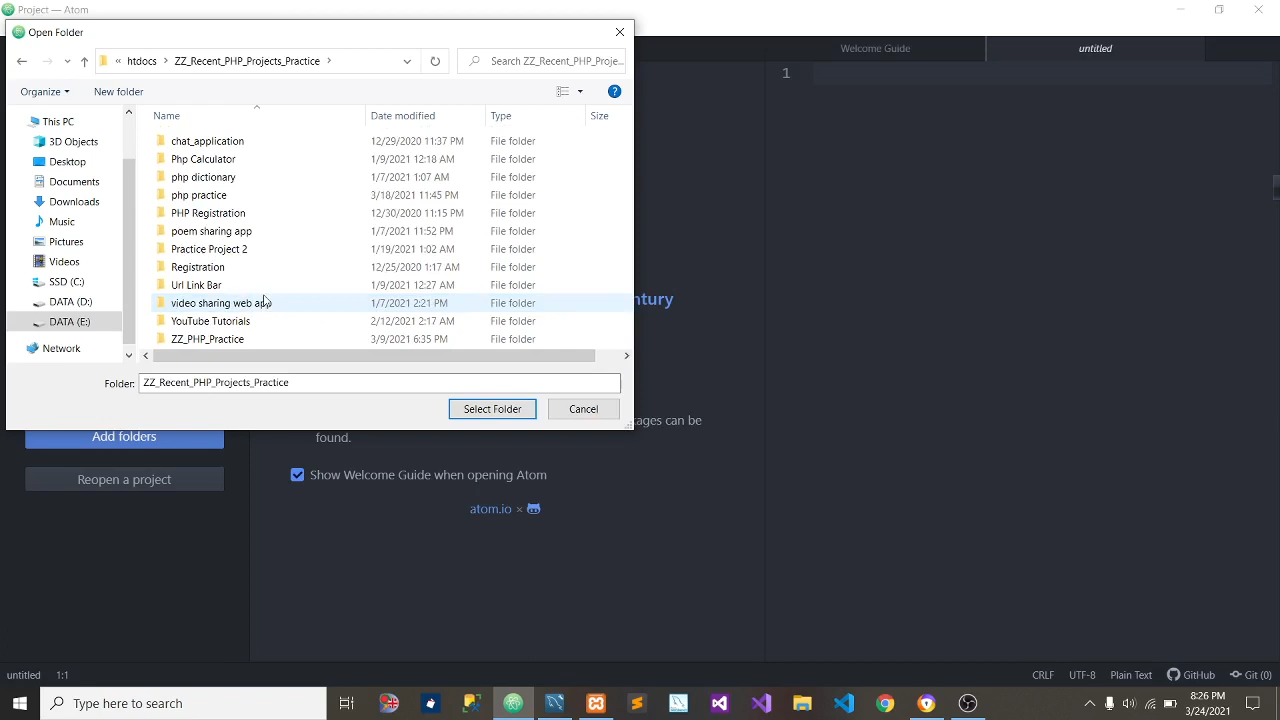 Project — Atom
Open Folder
« htdocs > ZZ_Recent_PHP_Projects_Practice >
Search ZZ_Recent_PHP_Proje...
Organize
New folder
Name Date modified Type Size
This PC
3D Objects
Desktop
Documents
Downloads
Music
Pictures
Videos
SSD (C:)
DATA (D:)
DATA (E:)
Network
chat_application 12/29/2020 11:37 PM File folder
Php Calculator 1/9/2021 12:18 AM File folder
php dictionary 1/7/2021 1:07 AM File folder
php practice 3/18/2021 11:45 PM File folder
PHP Registration 12/30/2020 11:15 PM File folder
poem sharing app 1/7/2021 11:52 PM File folder
Practice Project 2 1/19/2021 1:02 AM File folder
Registration 12/25/2020 1:17 AM File folder
Url Link Bar 1/9/2021 12:27 AM File folder
video sharing web app 1/7/2021 2:21 PM File folder
YouTube Tutorials 2/12/2021 2:17 AM File folder
ZZ_PHP_Practice 3/9/2021 6:35 PM File folder
Folder: ZZ_Recent_PHP_Projects_Practice
Select Folder
Cancel
Welcome Guide
untitled
1
ntury
ages can be
found.
Add folders
Reopen a project
Show Welcome Guide when opening Atom
atom.io ×
untitled 1:1
CRLF UTF-8 Plain Text GitHub Git (0)
Type here to search
8:26 PM
3/24/2021